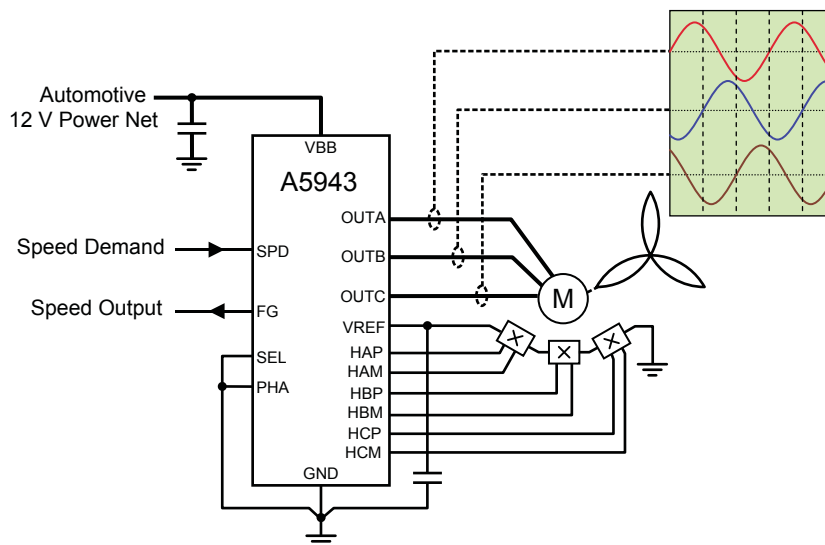 Automotive
12 V Power Net
VBB
A5943
OUTA
Speed Demand
SPD
OUTB
Speed Output
FG
OUTC
M
VREF
SEL
HAP
HAM
PHA
HBP
HBM
HCP
HCM
GND